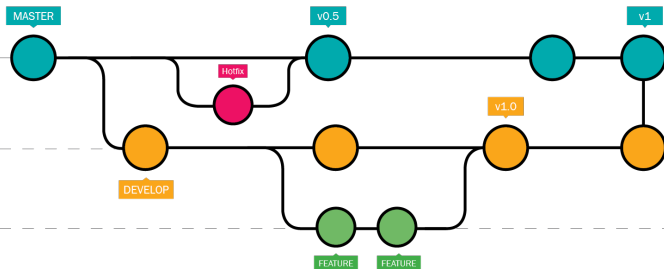 MASTER
v0.5
v1
Hotfix
v1.0
DEVELOP
FEATURE
FEATURE